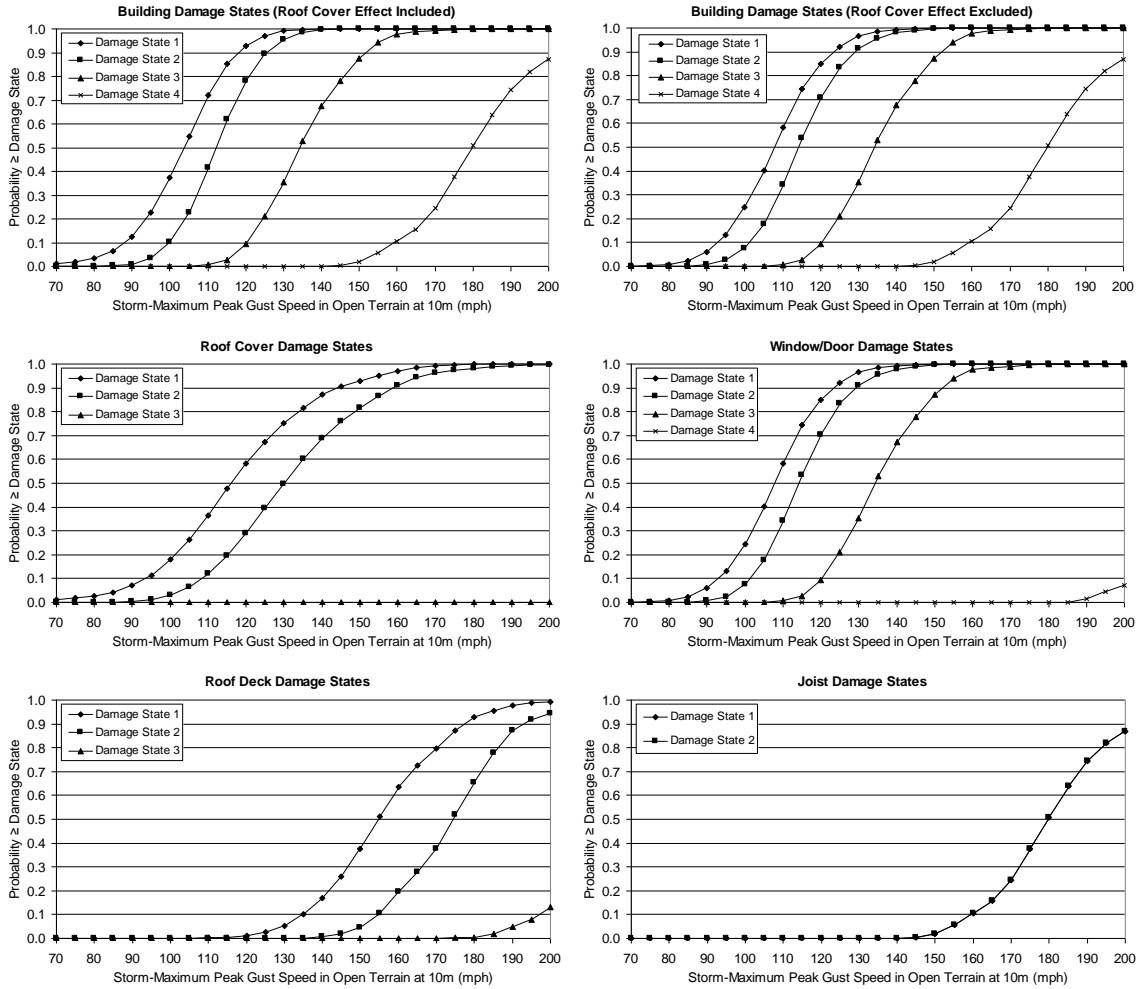 Building Damage States (Roof Cover Effect Included)
1.0
0.9
0.8
0.7
0.6
0.5
0.4
0.3
0.2
0.1
0.0
Probability ≥ Damage State
Damage State 1
Damage State 2
Damage State 3
Damage State 4
70 80 90 100 110 120 130 140 150 160 170 180 190 200
Storm-Maximum Peak Gust Speed in Open Terrain at 10m (mph)
Building Damage States (Roof Cover Effect Excluded)
1.0
0.9
0.8
0.7
0.6
0.5
0.4
0.3
0.2
0.1
0.0
Probability ≥ Damage State
Damage State 1
Damage State 2
Damage State 3
Damage State 4
70 80 90 100 110 120 130 140 150 160 170 180 190 200
Storm-Maximum Peak Gust Speed in Open Terrain at 10m (mph)
Roof Cover Damage States
1.0
0.9
0.8
0.7
0.6
0.5
0.4
0.3
0.2
0.1
0.0
Probability ≥ Damage State
Damage State 1
Damage State 2
Damage State 3
70 80 90 100 110 120 130 140 150 160 170 180 190 200
Storm-Maximum Peak Gust Speed in Open Terrain at 10m (mph)
Window/Door Damage States
1.0
0.9
0.8
0.7
0.6
0.5
0.4
0.3
0.2
0.1
0.0
Probability ≥ Damage State
Damage State 1
Damage State 2
Damage State 3
Damage State 4
70 80 90 100 110 120 130 140 150 160 170 180 190 200
Storm-Maximum Peak Gust Speed in Open Terrain at 10m (mph)
Roof Deck Damage States
1.0
0.9
0.8
0.7
0.6
0.5
0.4
0.3
0.2
0.1
0.0
Probability ≥ Damage State
Damage State 1
Damage State 2
Damage State 3
70 80 90 100 110 120 130 140 150 160 170 180 190 200
Storm-Maximum Peak Gust Speed in Open Terrain at 10m (mph)
Joist Damage States
1.0
0.9
0.8
0.7
0.6
0.5
0.4
0.3
0.2
0.1
0.0
Probability ≥ Damage State
Damage State 1
Damage State 2
70 80 90 100 110 120 130 140 150 160 170 180 190 200
Storm-Maximum Peak Gust Speed in Open Terrain at 10m (mph)